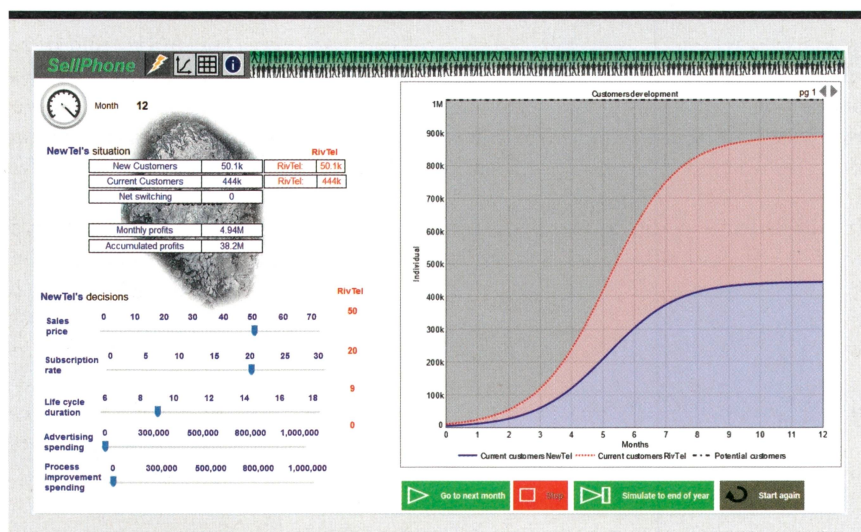 SellPhone
Month 12
NewTel's situation RivTel
New Customers 50.1k RivTel: 50.1k
Current Customers 444k RivTel: 444k
Net switching 0
Monthly profits 4.94M
Accumulated profits 38.2M
NewTel's decisions RivTel
Sales price 0 10 20 30 40 50 60 70 50
Subscription rate 0 5 10 15 20 25 30 20
Life cycle duration 6 8 10 12 14 16 18 9
Advertising spending 0 300,000 500,000 800,000 1,000,000 0
Process improvement spending 0 300,000 500,000 800,000 1,000,000
Customers development
pg 1
1M
900k
800k
700k
600k
500k
400k
300k
200k
100k
0
Individual
0 1 2 3 4 5 6 7 8 9 10 11 12
Months
Current customers NewTel Current customers RivTel Potential customers
Go to next month Stop Simulate to end of year Start again